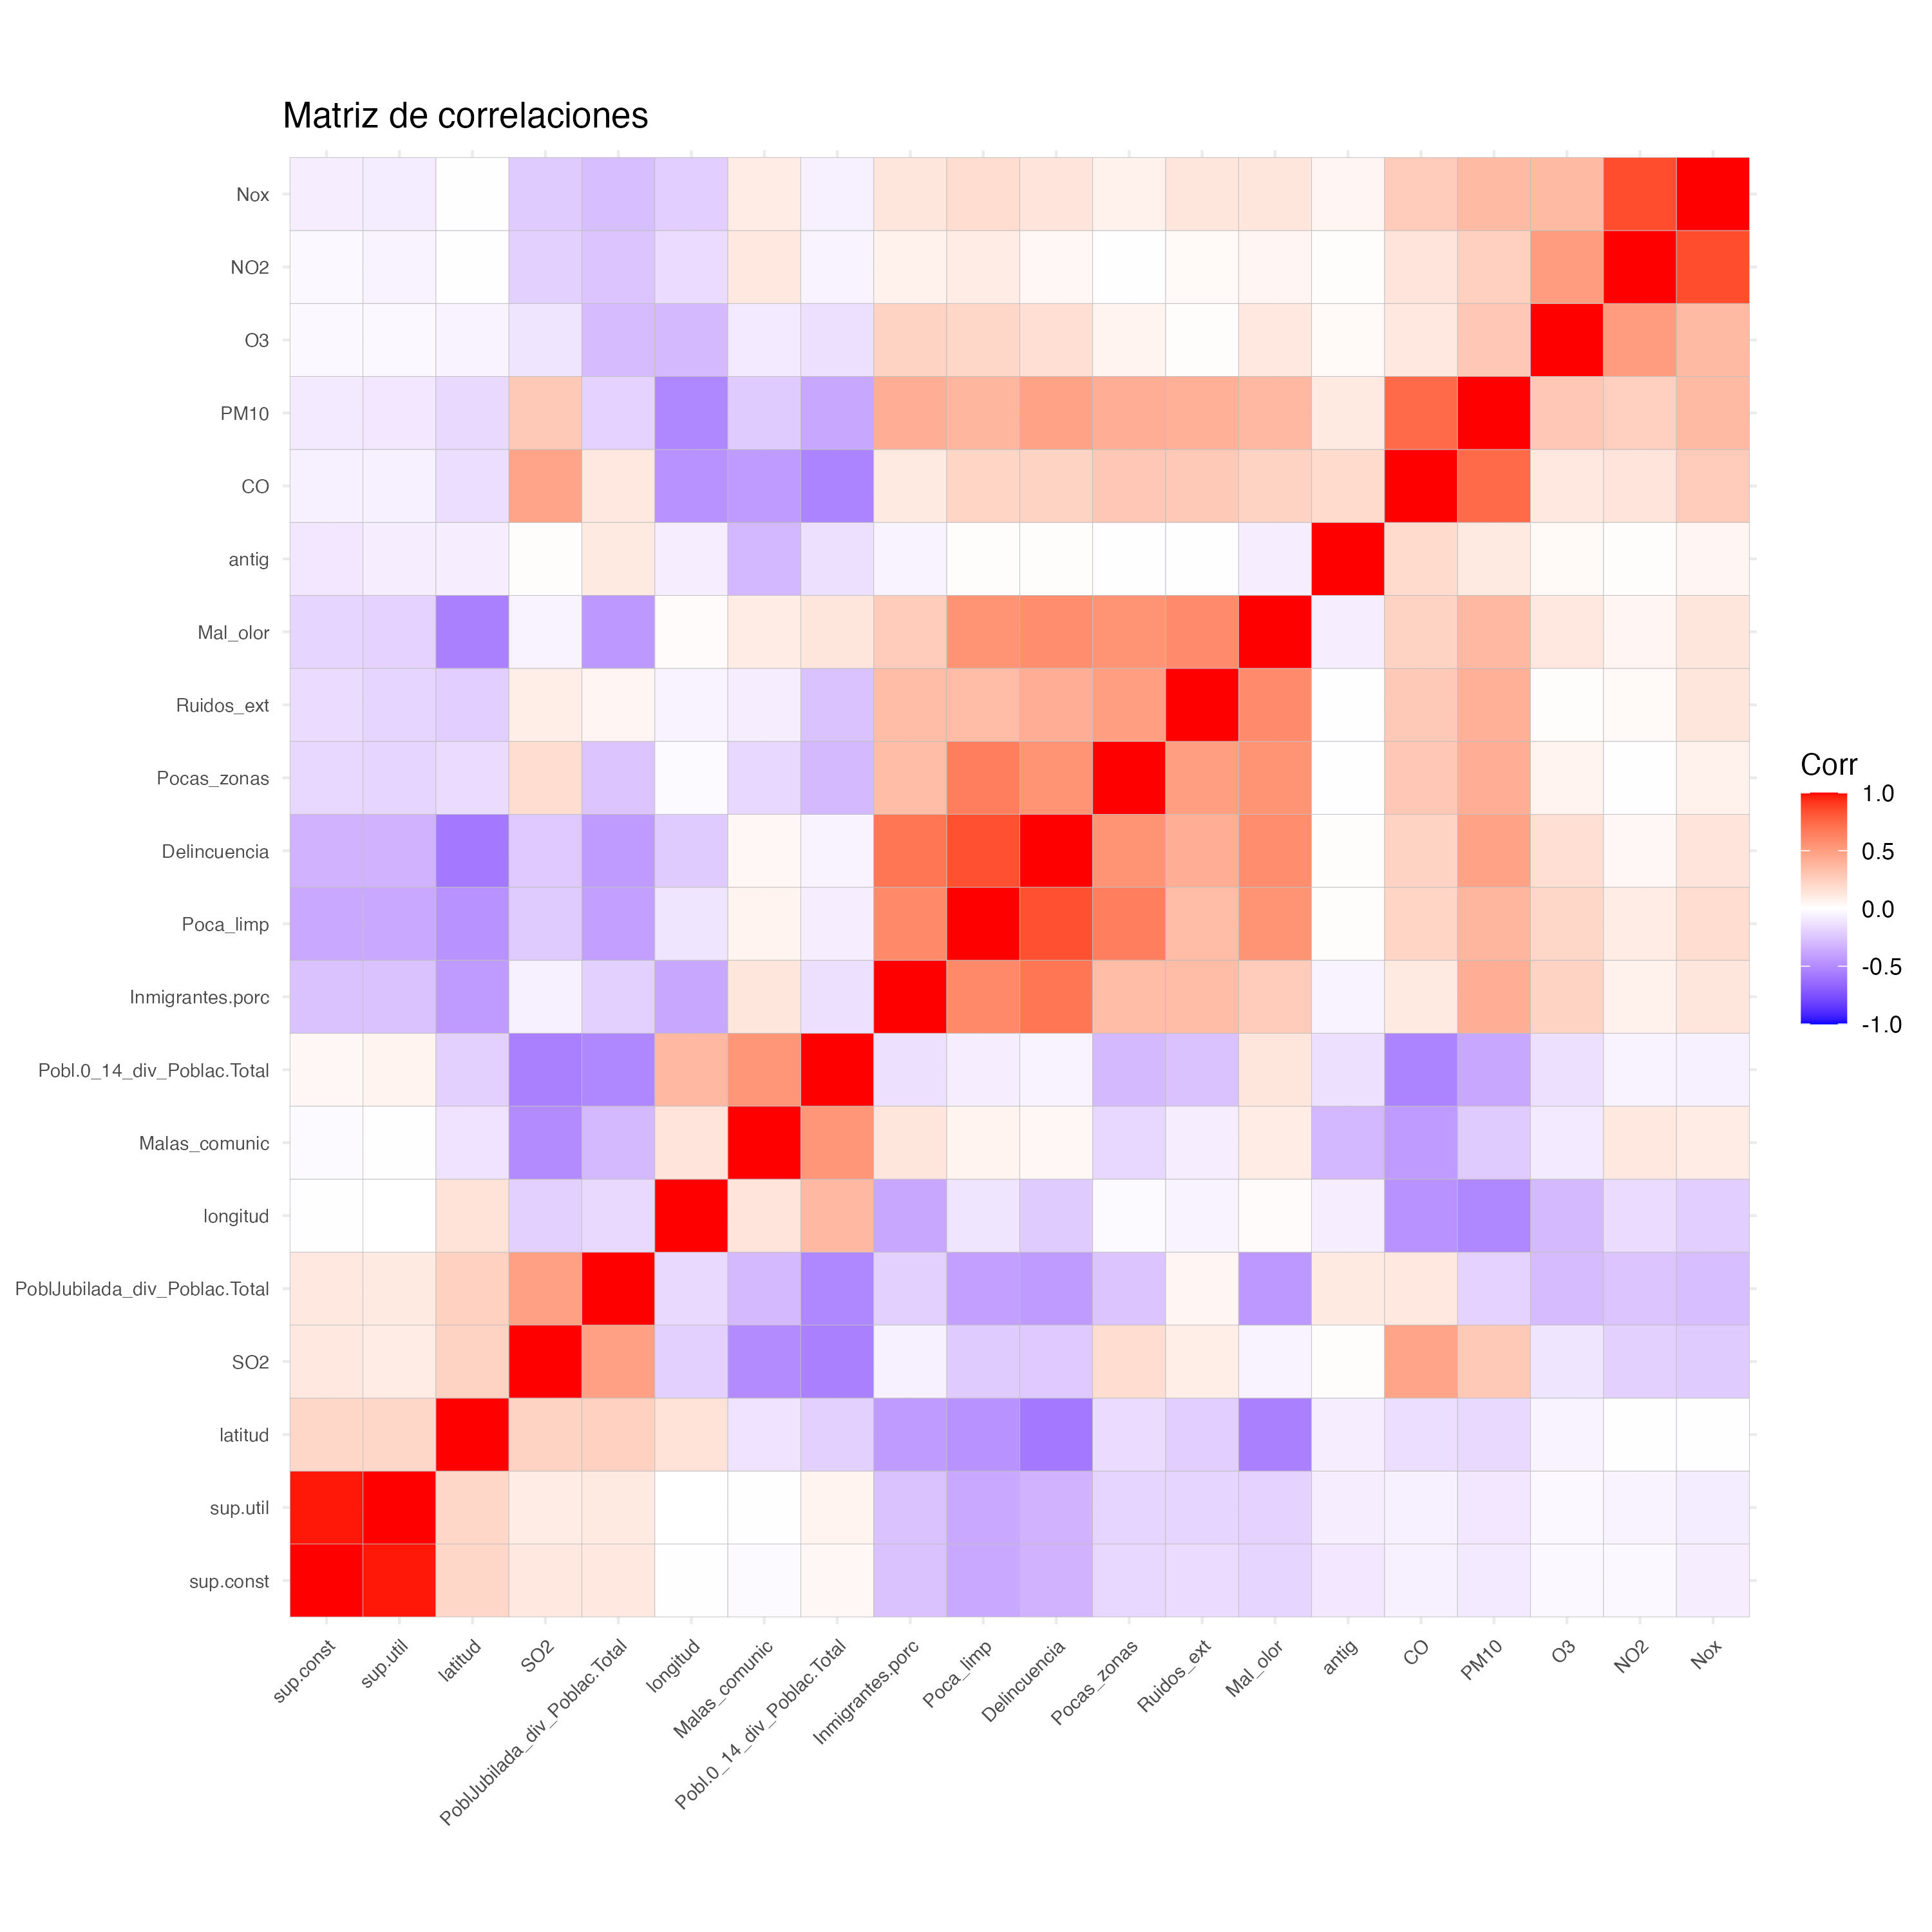 Matriz de correlaciones
Nox
NO2
O3
PM10
CO
antig
Mal_olor
Ruidos_ext
Pocas_zonas
Delincuencia
Poca_limp
Inmigrantes.porc
Pobl.0_14_div_Poblac.Total
Malas_comunic
longitud
PoblJubilada_div_Poblac.Total
SO2
latitud
sup.util
sup.const
sup.const
sup.util
latitud
SO2
PoblJubilada_div_Poblac.Total
longitud
Malas_comunic
Pobl.0_14_div_Poblac.Total
Inmigrantes.porc
Poca_limp
Delincuencia
Pocas_zonas
Ruidos_ext
Mal_olor
antig
CO
PM10
O3
NO2
Nox
Corr
1.0
0.5
0.0
-0.5
-1.0